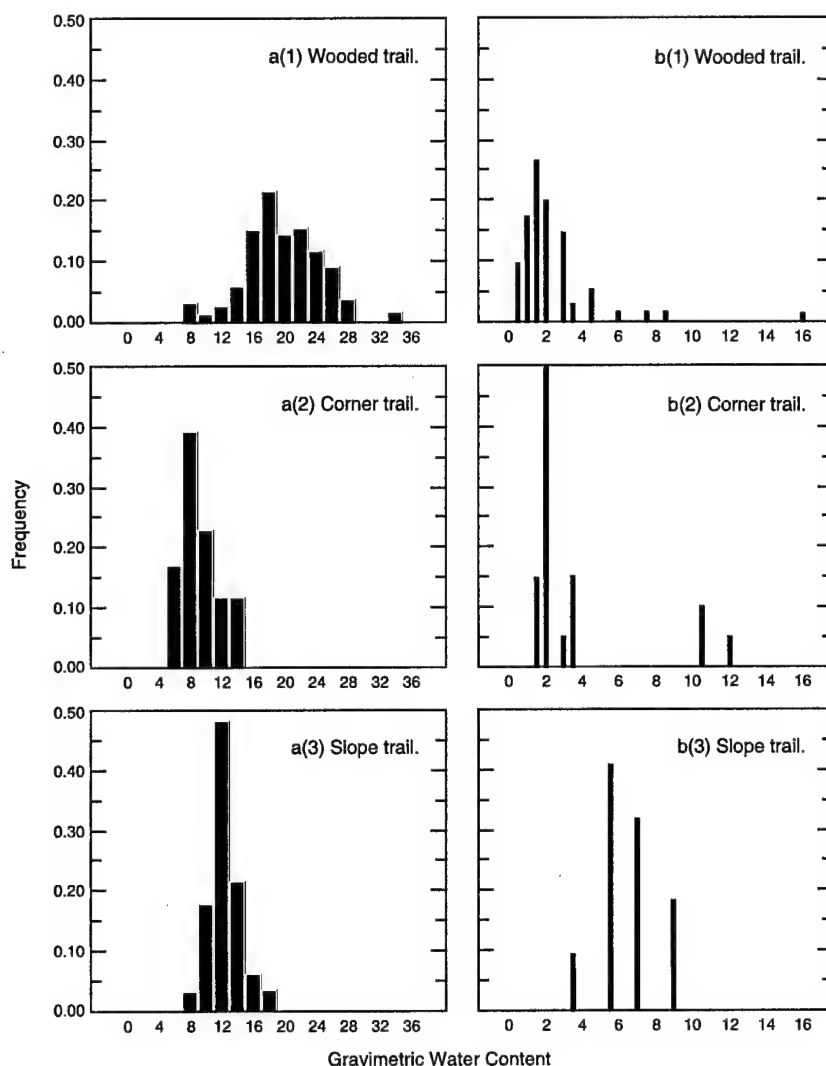 0.50
0.40
0.30
0.20
0.10
0.00
a(1) Wooded trail.
0 4 8 12 16 20 24 28 32 36
b(1) Wooded trail.
0 2 4 6 8 10 12 14 16
0.50
0.40
0.30
0.20
0.10
0.00
a(2) Corner trail.
0 4 8 12 16 20 24 28 32 36
b(2) Corner trail.
0 2 4 6 8 10 12 14 16
Frequency
0.50
0.40
0.30
0.20
0.10
0.00
a(3) Slope trail.
0 4 8 12 16 20 24 28 32 36
b(3) Slope trail.
0 2 4 6 8 10 12 14 16
Gravimetric Water Content